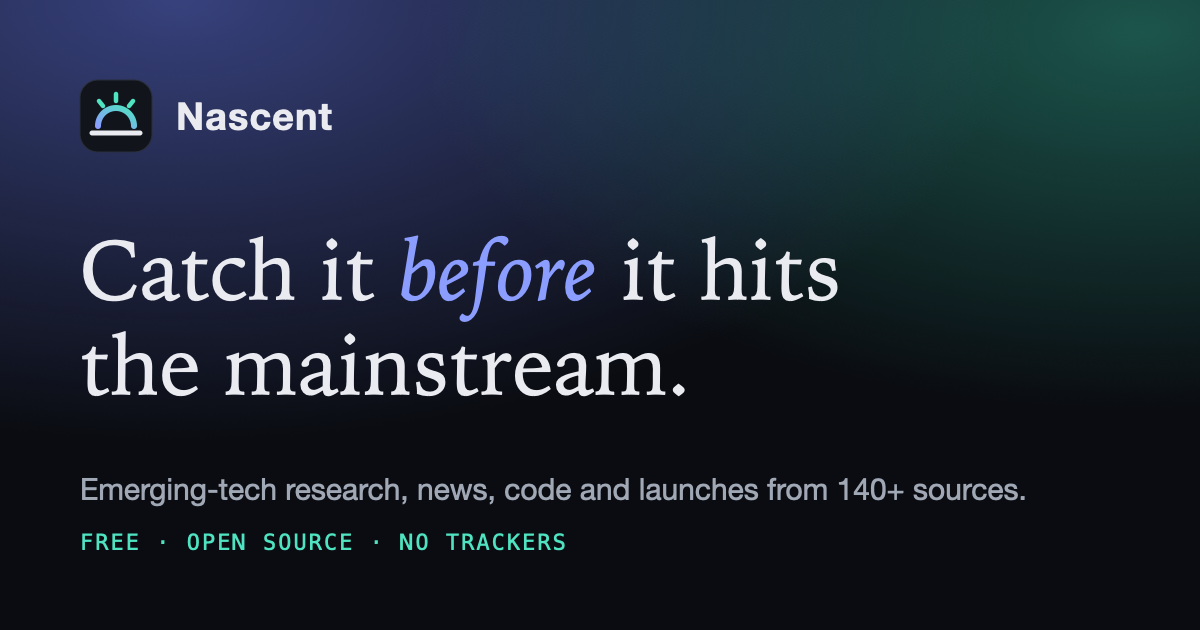 Nascent
Catch it before it hits
the mainstream.
Emerging-tech research, news, code and launches from 140+ sources.
FREE · OPEN SOURCE · NO TRACKERS